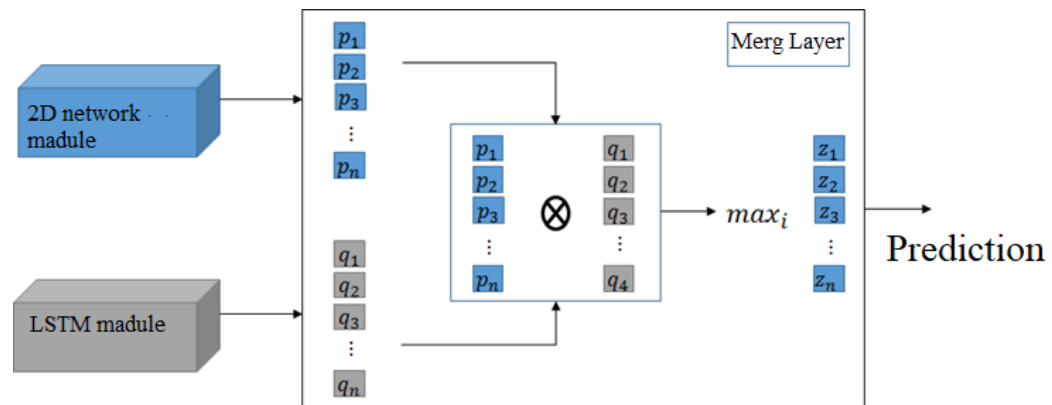 2D network
madule
LSTM madule
p₁
p₂
p₃
⋮
pₙ
q₁
q₂
q₃
⋮
qₙ
Merg Layer
p₁
p₂
p₃
⋮
pₙ
⊗
q₁
q₂
q₃
⋮
q₄
maxᵢ
z₁
z₂
z₃
⋮
zₙ
Prediction